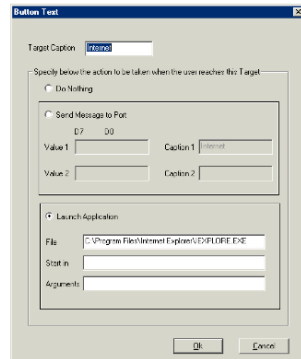 Button Text
Target Caption Internet
Specify below the action to be taken when the user reaches this Target
Do Nothing
Send Message to Port
D7 D0
Value 1 Caption 1 Internet
Value 2 Caption 2
Launch Application
File C:\Program Files\Internet Explorer\IEXPLORE.EXE
Start in
Arguments
Ok Cancel